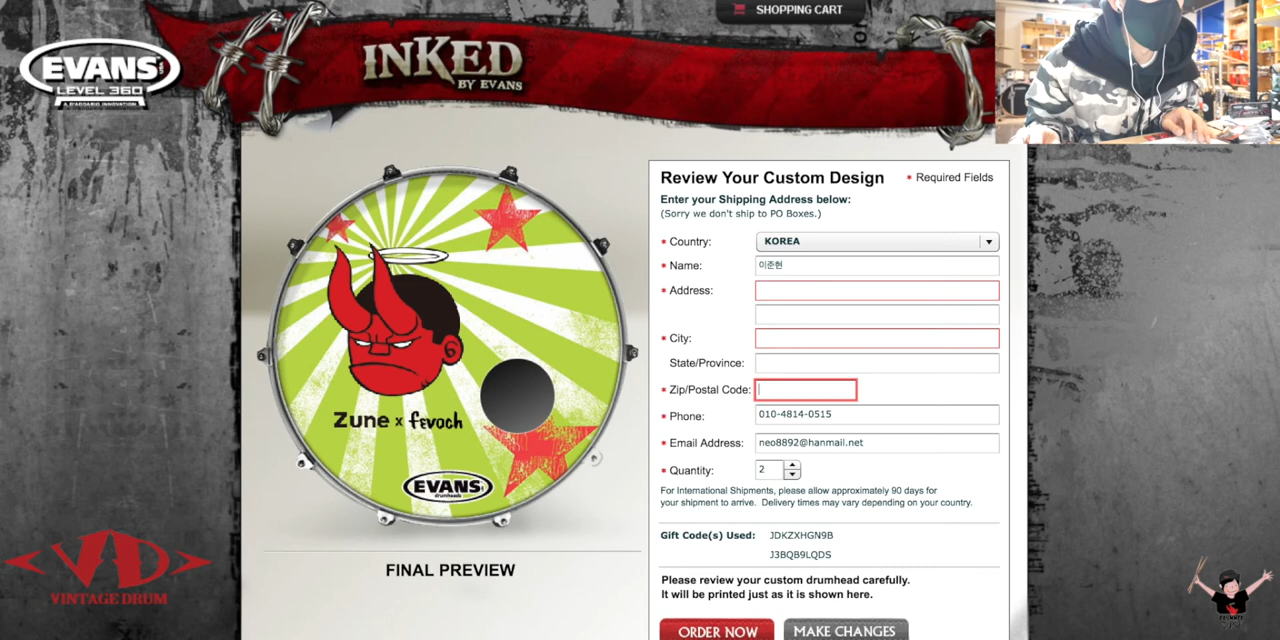 SHOPPING CART
EVANS
LEVEL 360
A D'ADDARIO INNOVATION
INKED
BY EVANS
Review Your Custom Design
* Required Fields
Enter your Shipping Address below:
(Sorry we don't ship to PO Boxes.)
* Country: KOREA
* Name: 이준현
* Address:
* City:
State/Province:
* Zip/Postal Code:
* Phone: 010-4814-0515
* Email Address: neo8892@hanmail.net
* Quantity: 2
For International Shipments, please allow approximately 90 days for
your shipment to arrive. Delivery times may vary depending on your country.
Gift Code(s) Used: JDKZXHGN9B
J3BQB9LQDS
Please review your custom drumhead carefully.
It will be printed just as it is shown here.
ORDER NOW
MAKE CHANGES
Zune x fevach
EVANS
drumheads
FINAL PREVIEW
VD
VINTAGE DRUM